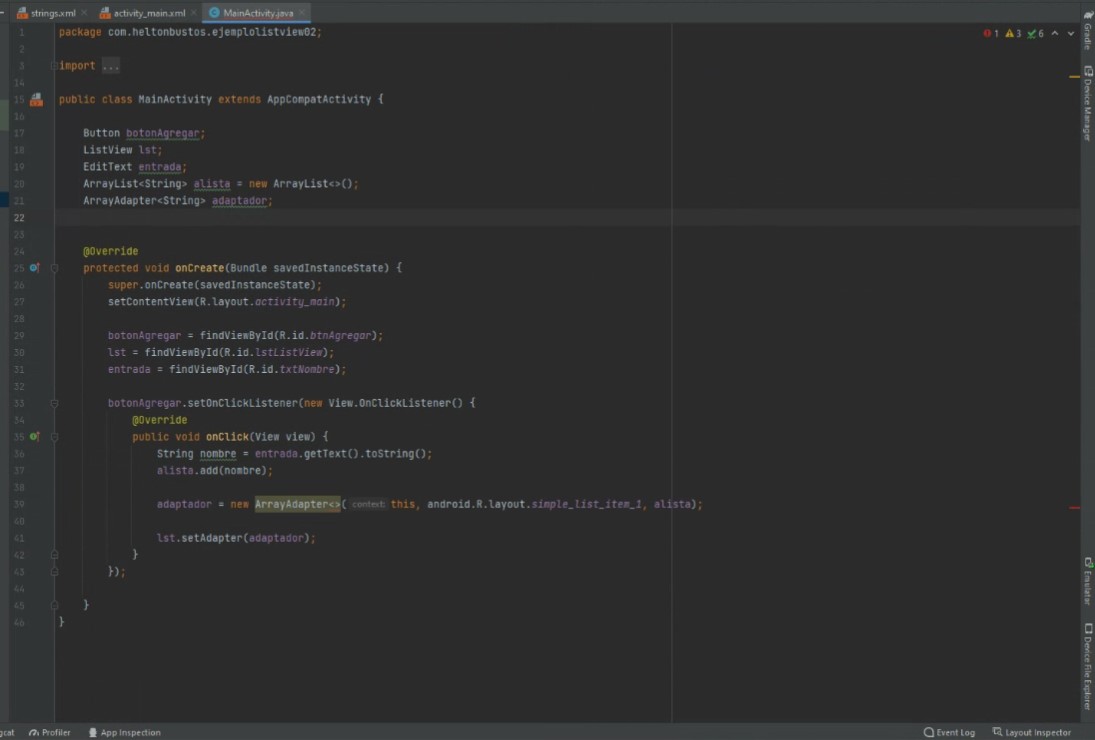 strings.xml activity_main.xml MainActivity.java
1 package com.heltonbustos.ejemplolistview02;
1 3 6
2
3 import ...
14
15 public class MainActivity extends AppCompatActivity {
16
17 Button botonAgregar;
18 ListView lst;
19 EditText entrada;
20 ArrayList<String> alista = new ArrayList<>();
21 ArrayAdapter<String> adaptador;
22
23
24 @Override
25 protected void onCreate(Bundle savedInstanceState) {
26 super.onCreate(savedInstanceState);
27 setContentView(R.layout.activity_main);
28
29 botonAgregar = findViewById(R.id.btnAgregar);
30 lst = findViewById(R.id.lstListView);
31 entrada = findViewById(R.id.txtNombre);
32
33 botonAgregar.setOnClickListener(new View.OnClickListener() {
34 @Override
35 public void onClick(View view) {
36 String nombre = entrada.getText().toString();
37 alista.add(nombre);
38
39 adaptador = new ArrayAdapter<>( context: this, android.R.layout.simple_list_item_1, alista);
40
41 lst.setAdapter(adaptador);
42 }
43 });
44
45 }
46 }
Gradle
Device Manager
Emulator
Device File Explorer
gcat Profiler App Inspection Event Log Layout Inspector